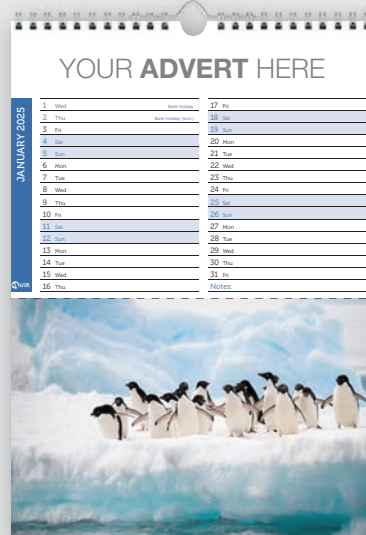 YOUR ADVERT HERE
JANUARY 2025
1 Wed Bank Holiday
2 Thu Bank Holiday (Scot)
3 Fri
4 Sat
5 Sun
6 Mon
7 Tue
8 Wed
9 Thu
10 Fri
11 Sat
12 Sun
13 Mon
14 Tue
15 Wed
16 Thu
17 Fri
18 Sat
19 Sun
20 Mon
21 Tue
22 Wed
23 Thu
24 Fri
25 Sat
26 Sun
27 Mon
28 Tue
29 Wed
30 Thu
31 Fri
Notes: